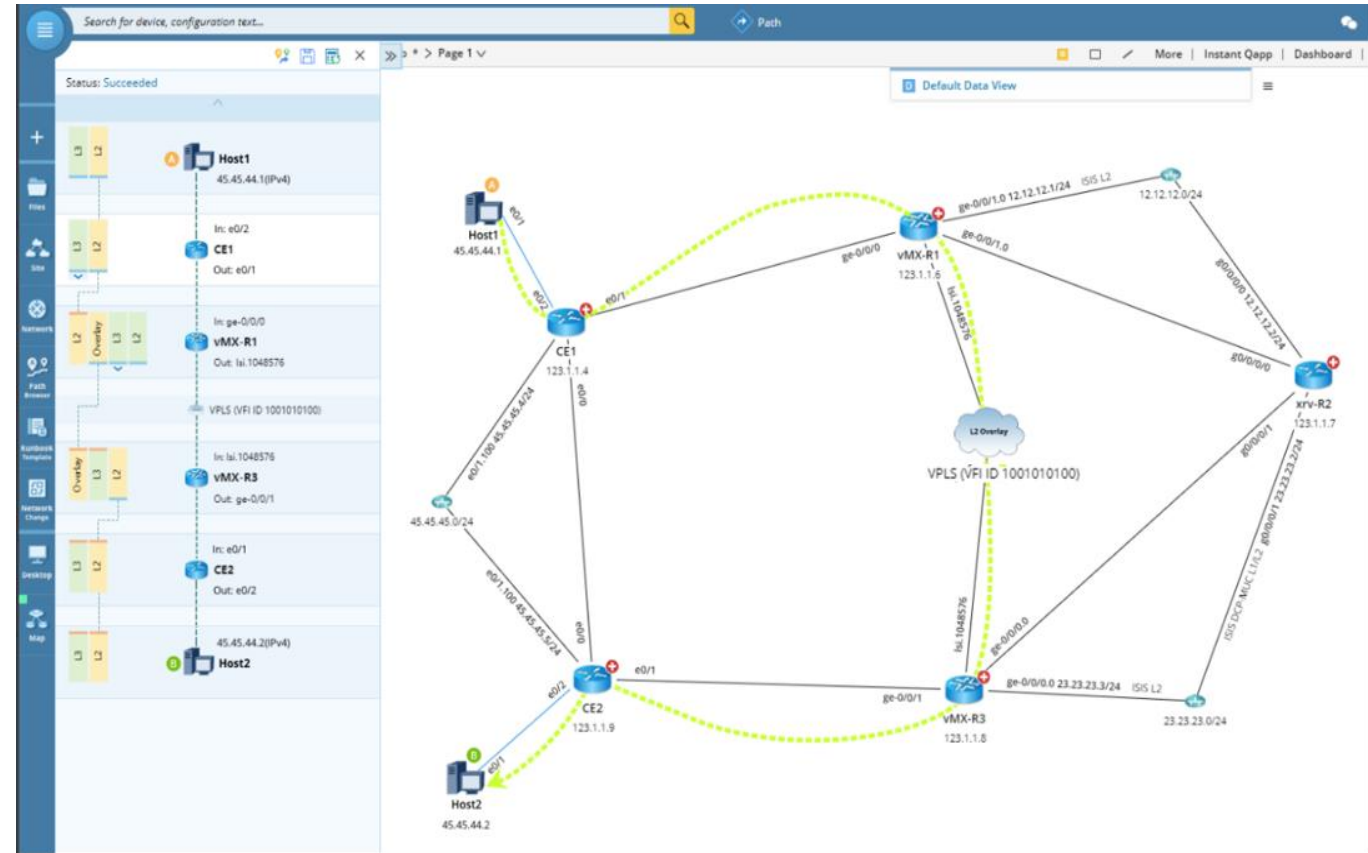 Search for device, configuration text...
Path
* > Page 1
More | Instant Qapp | Dashboard |
Status: Succeeded
Default Data View
Files
Site
Network
Path Browser
Runbook Template
Network Change
Desktop
Map
L3
L2
A
Host1
45.45.44.1(IPv4)
L3
L2
In: e0/2
CE1
Out: e0/1
L2
Overlay
L3
L2
In: ge-0/0/0
vMX-R1
Out: lsi.1048576
VPLS (VFI ID 1001010100)
Overlay
L3
L2
In: lsi.1048576
vMX-R3
Out: ge-0/0/1
L3
L2
In: e0/1
CE2
Out: e0/2
L3
L2
45.45.44.2(IPv4)
B
Host2
A
e0/1
Host1
45.45.44.1
e0/2
e0/1
CE1
123.1.1.4
ge-0/0/0
vMX-R1
123.1.1.6
ge-0/0/1.0 12.12.12.1/24
ISIS L2
12.12.12.0/24
ge-0/0/1.0
g0/0/0/0 12.12.12.2/24
g0/0/0/0
xrv-R2
123.1.1.7
lsi.1048576
L2 Overlay
VPLS (VFI ID 1001010100)
g0/0/0/1
g0/0/0/1 23.23.23.2/24
ISIS DCP-MUC L1/L2
e0/0
e0/1.100 45.45.45.4/24
45.45.45.0/24
e0/1.100 45.45.45.5/24
e0/0
e0/1
e0/2
CE2
123.1.1.9
ge-0/0/1
lsi.1048576
ge-0/0/0.0
ge-0/0/0.0 23.23.23.3/24
ISIS L2
23.23.23.0/24
vMX-R3
123.1.1.8
B
e0/1
Host2
45.45.44.2